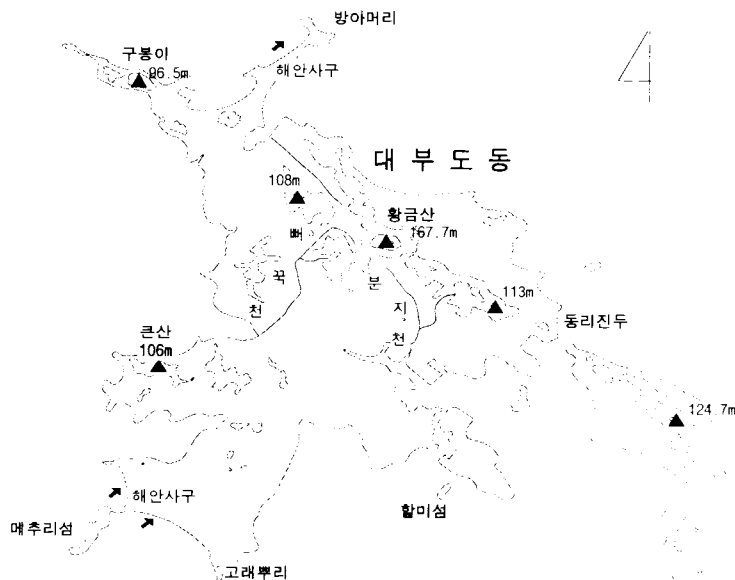 방아머리
구봉이
96.5m
해안사구
대부도동
108m
황금산
167.7m
뻐꾹천
분지천
113m
동리진두
큰산
106m
124.7m
해안사구
할미섬
메추리섬
고래뿌리